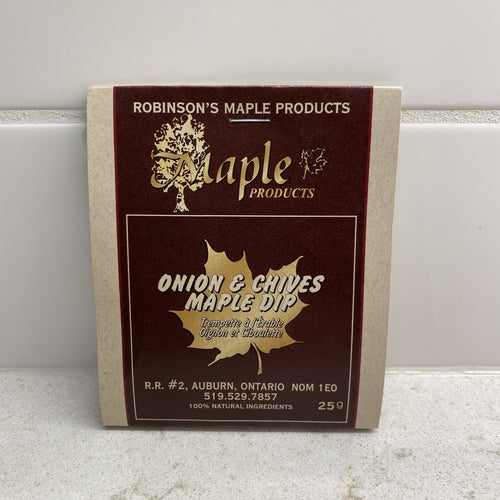 ROBINSON'S MAPLE PRODUCTS
Maple
PRODUCTS
ONION & CHIVES
MAPLE DIP
Trempette à l'Érable
Oignon et Ciboulette
R.R. #2, AUBURN, ONTARIO N0M 1E0
519.529.7857
100% NATURAL INGREDIENTS
25g